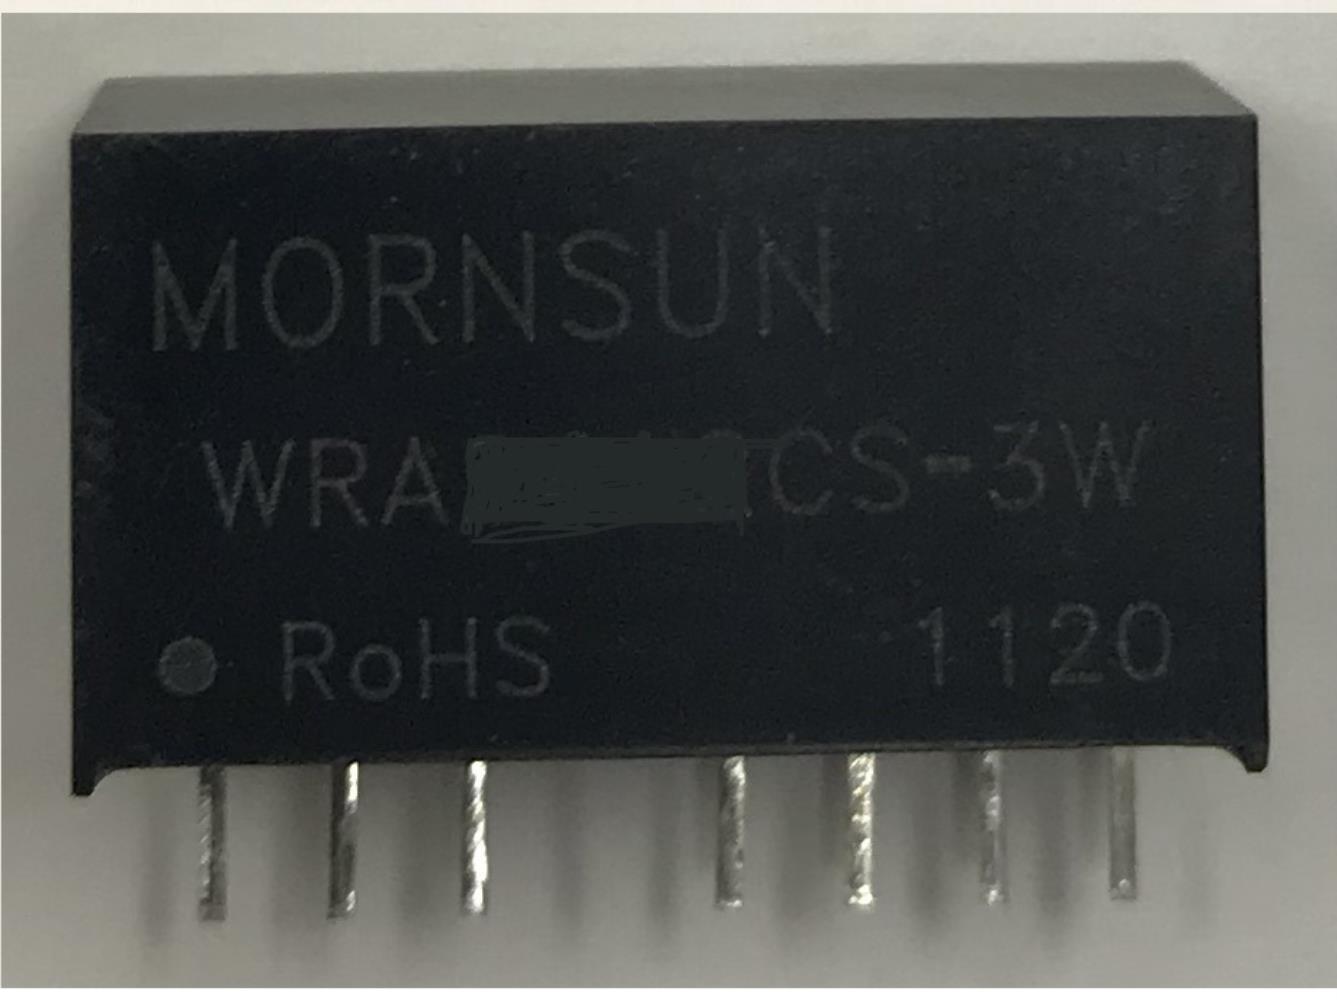 MORNSUN
WRA CS-3W
RoHS 1120